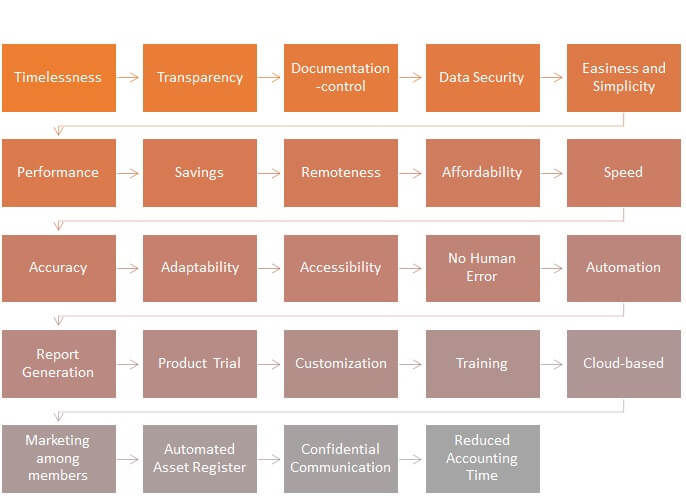 Timelessness
Transparency
Documentation
-control
Data Security
Easiness and
Simplicity
Performance
Savings
Remoteness
Affordability
Speed
Accuracy
Adaptability
Accessibility
No Human
Error
Automation
Report
Generation
Product Trial
Customization
Training
Cloud-based
Marketing
among
members
Automated
Asset Register
Confidential
Communication
Reduced
Accounting
Time